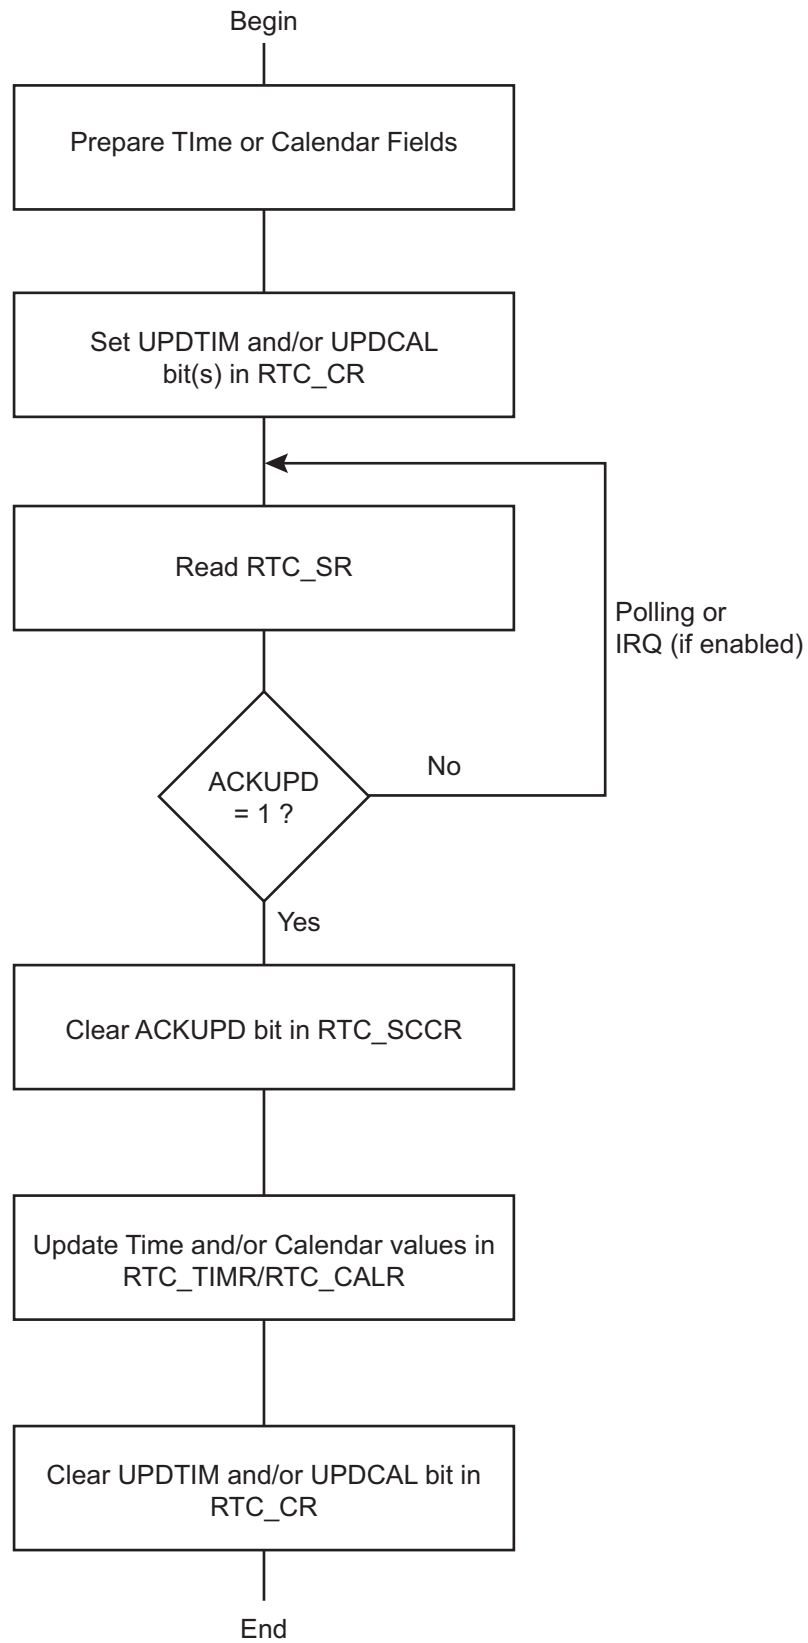 Begin
Prepare TIme or Calendar Fields
Set UPDTIM and/or UPDCAL
bit(s) in RTC_CR
Read RTC_SR
Polling or
IRQ (if enabled)
ACKUPD
= 1 ?
No
Yes
Clear ACKUPD bit in RTC_SCCR
Update Time and/or Calendar values in
RTC_TIMR/RTC_CALR
Clear UPDTIM and/or UPDCAL bit in
RTC_CR
End